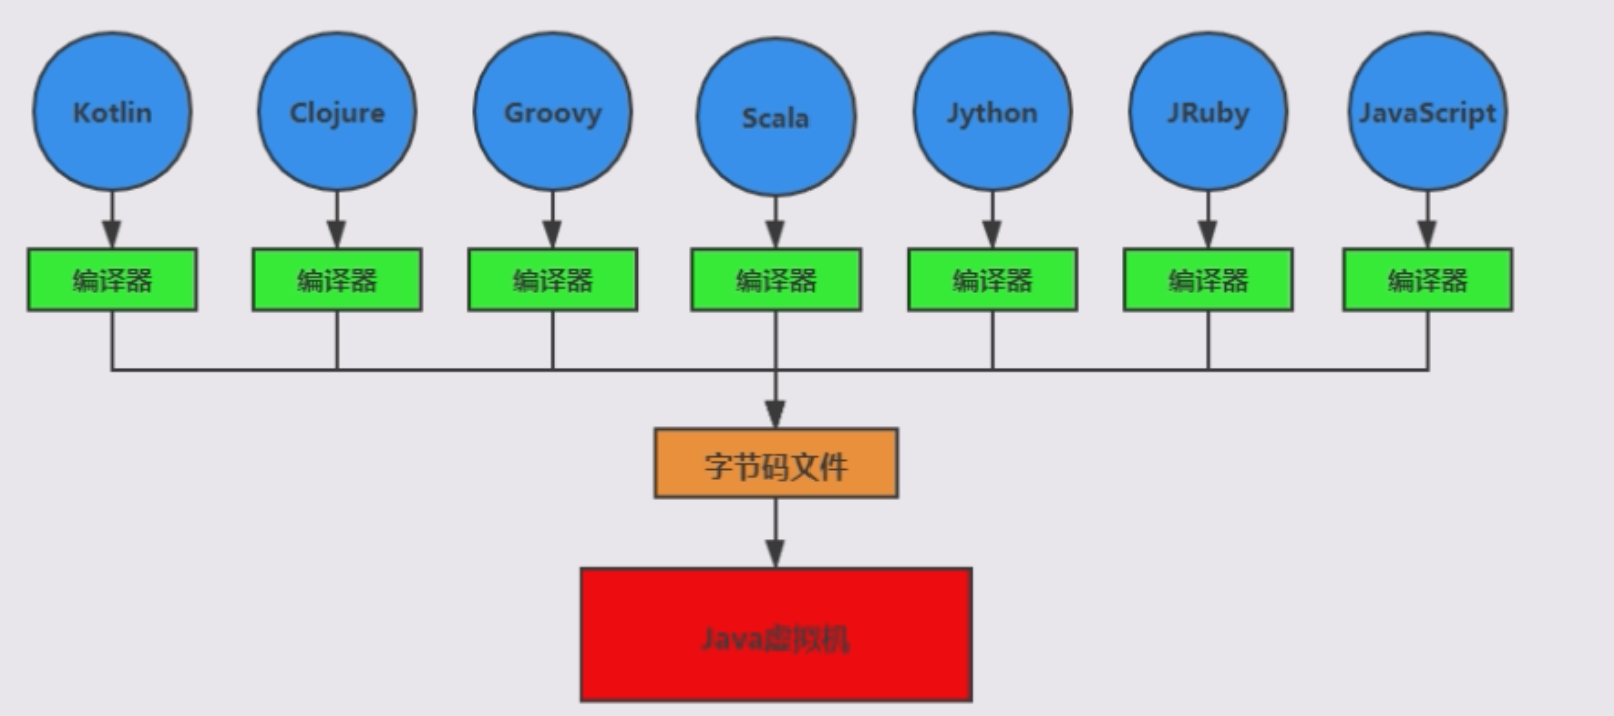 Kotlin
Clojure
Groovy
Scala
Jython
JRuby
JavaScript
编译器
编译器
编译器
编译器
编译器
编译器
编译器
字节码文件
Java虚拟机